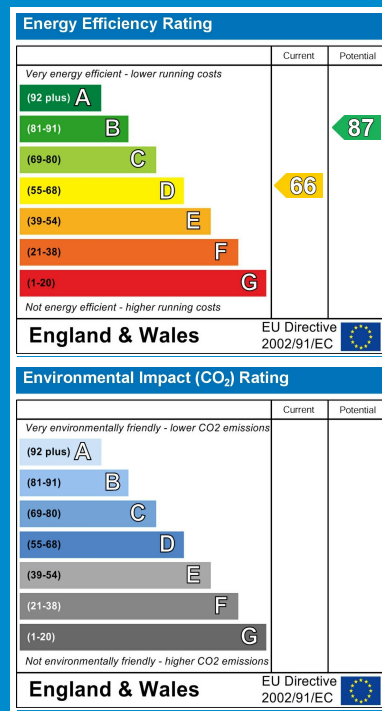 Energy Efficiency Rating
Current Potential
Very energy efficient - lower running costs
(92 plus) A
(81-91) B 87
(69-80) C
(55-68) D 66
(39-54) E
(21-38) F
(1-20) G
Not energy efficient - higher running costs
England & Wales
EU Directive
2002/91/EC
Environmental Impact (CO₂) Rating
Current Potential
Very environmentally friendly - lower CO2 emissions
(92 plus) A
(81-91) B
(69-80) C
(55-68) D
(39-54) E
(21-38) F
(1-20) G
Not environmentally friendly - higher CO2 emissions
England & Wales
EU Directive
2002/91/EC